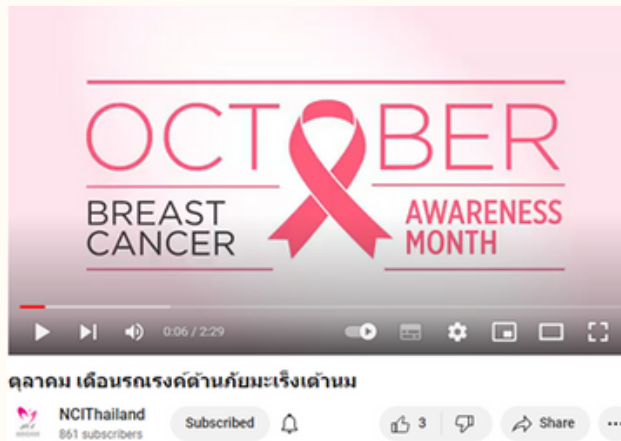 OCTOBER
BREAST CANCER
AWARENESS MONTH
0:06 / 2:29
ตุลาคม เดือนรณรงค์ต้านภัยมะเร็งเต้านม
NCIThailand
861 subscribers
Subscribed
3
Share